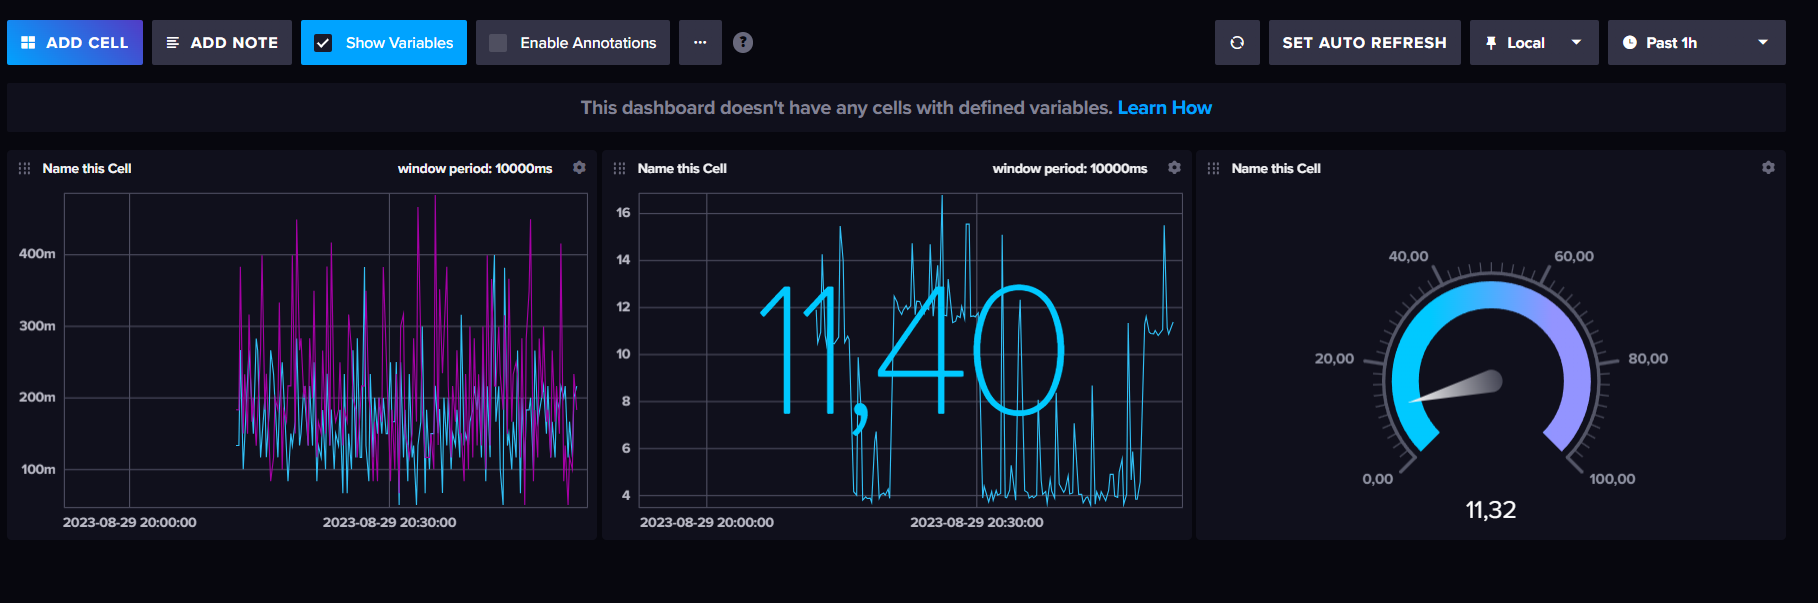 ADD CELL ADD NOTE Show Variables Enable Annotations ... ? SET AUTO REFRESH Local Past 1h
This dashboard doesn't have any cells with defined variables. Learn How
Name this Cell window period: 10000ms
400m
300m
200m
100m
2023-08-29 20:00:00 2023-08-29 20:30:00
Name this Cell window period: 10000ms
16
14
12
10
8
6
4
11,40
2023-08-29 20:00:00 2023-08-29 20:30:00
Name this Cell
40,00 60,00
20,00 80,00
0,00 100,00
11,32